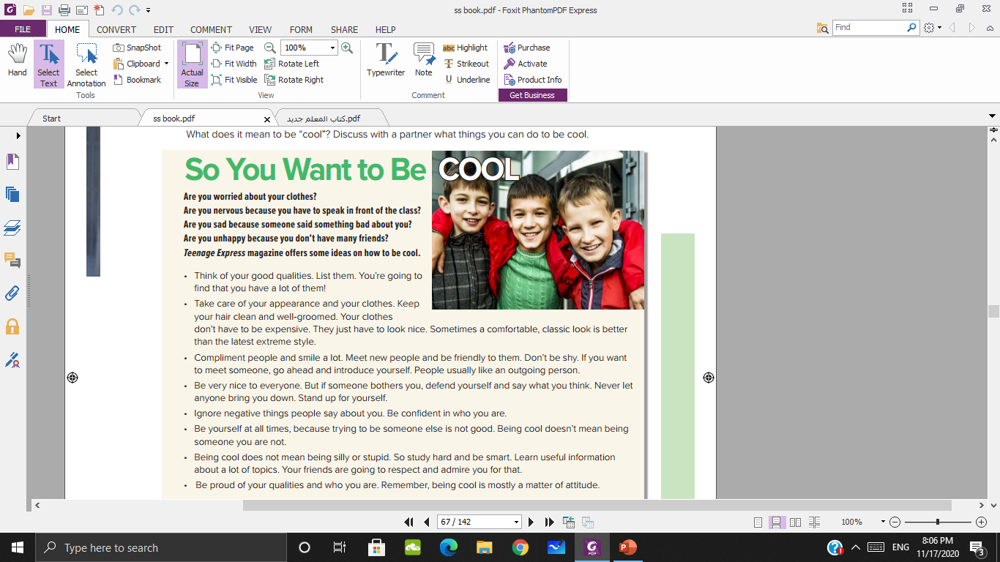 ss book.pdf - Foxit PhantomPDF Express
FILE HOME CONVERT EDIT COMMENT VIEW FORM SHARE HELP Find
Hand
Select Text
Select Annotation
SnapShot
Clipboard
Bookmark
Tools
Actual Size
Fit Page
Fit Width
Fit Visible
100%
Rotate Left
Rotate Right
View
Typewriter
Note
abc Highlight
T Strikeout
U Underline
Comment
Purchase
Activate
Product Info
Get Business
Start
ss book.pdf
كتاب المعلم جديد.pdf
What does it mean to be “cool”? Discuss with a partner what things you can do to be cool.
So You Want to Be COOL
Are you worried about your clothes?
Are you nervous because you have to speak in front of the class?
Are you sad because someone said something bad about you?
Are you unhappy because you don’t have many friends?
Teenage Express magazine offers some ideas on how to be cool.
• Think of your good qualities. List them. You’re going to
find that you have a lot of them!
• Take care of your appearance and your clothes. Keep
your hair clean and well-groomed. Your clothes
don’t have to be expensive. They just have to look nice. Sometimes a comfortable, classic look is better
than the latest extreme style.
• Compliment people and smile a lot. Meet new people and be friendly to them. Don’t be shy. If you want
to meet someone, go ahead and introduce yourself. People usually like an outgoing person.
• Be very nice to everyone. But if someone bothers you, defend yourself and say what you think. Never let
anyone bring you down. Stand up for yourself.
• Ignore negative things people say about you. Be confident in who you are.
• Be yourself at all times, because trying to be someone else is not good. Being cool doesn’t mean being
someone you are not.
• Being cool does not mean being silly or stupid. So study hard and be smart. Learn useful information
about a lot of topics. Your friends are going to respect and admire you for that.
• Be proud of your qualities and who you are. Remember, being cool is mostly a matter of attitude.
67 / 142
100%
Type here to search
PDF
ENG
8:06 PM
11/17/2020
3